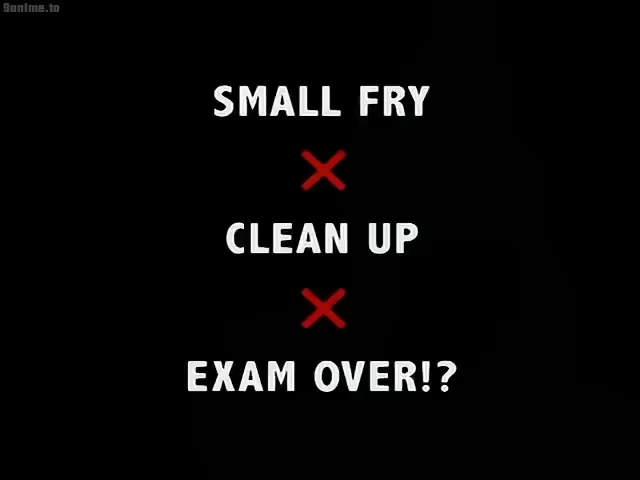 9anime.to
SMALL FRY
×
CLEAN UP
×
EXAM OVER!?